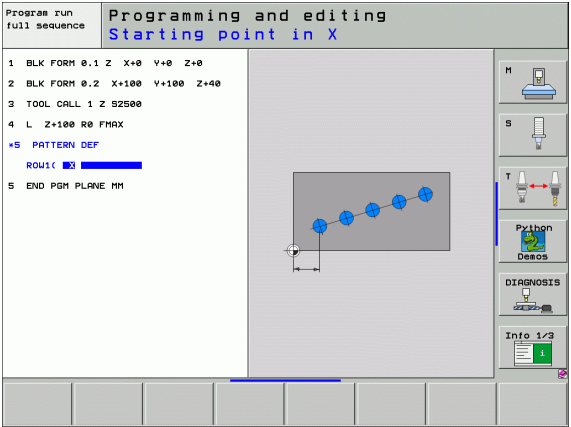 Program run
full sequence
Programming and editing
Starting point in X
1 BLK FORM 0.1 Z X+0 Y+0 Z+0
2 BLK FORM 0.2 X+100 Y+100 Z+40
3 TOOL CALL 1 Z S2500
4 L Z+100 R0 FMAX
*5 PATTERN DEF
ROW1( X
5 END PGM PLANE MM
M
S
T
Python
Demos
DIAGNOSIS
Info 1/3
i